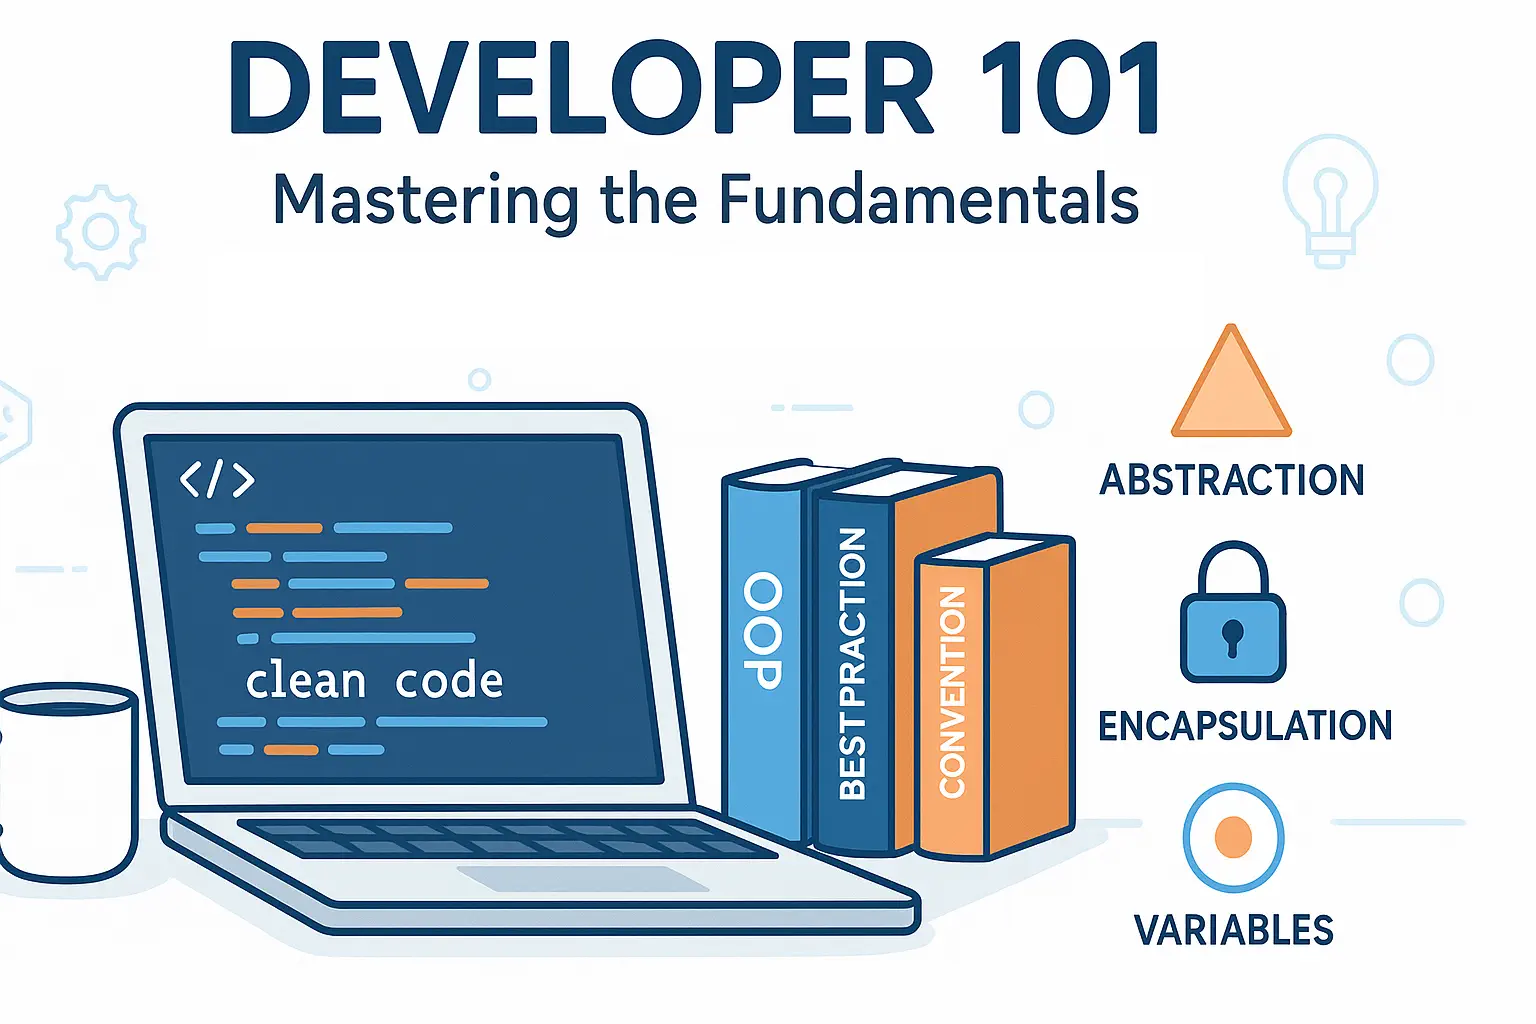 DEVELOPER 101
Mastering the Fundamentals
</>
clean code
OOP
BESTPRACTION
CONVENTION
ABSTRACTION
ENCAPSULATION
VARIABLES